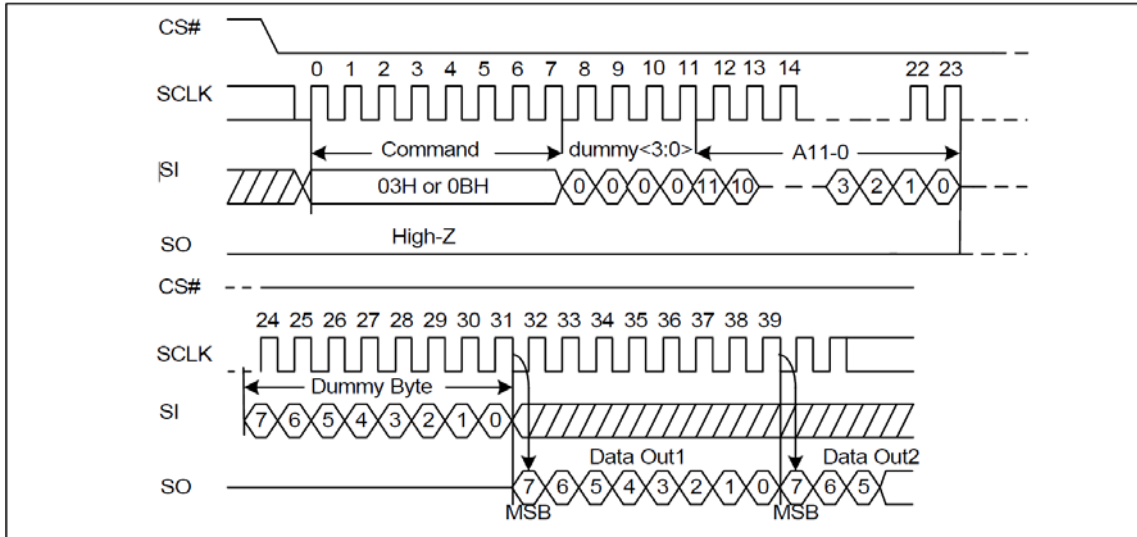 CS#
0 1 2 3 4 5 6 7 8 9 10 11 12 13 14 22 23
SCLK
Command dummy<3:0> A11-0
SI
03H or 0BH 0 0 0 0 11 10 3 2 1 0
High-Z
SO
CS#
24 25 26 27 28 29 30 31 32 33 34 35 36 37 38 39
SCLK
Dummy Byte
SI
7 6 5 4 3 2 1 0
Data Out1 Data Out2
SO
7 6 5 4 3 2 1 0 7 6 5
MSB MSB